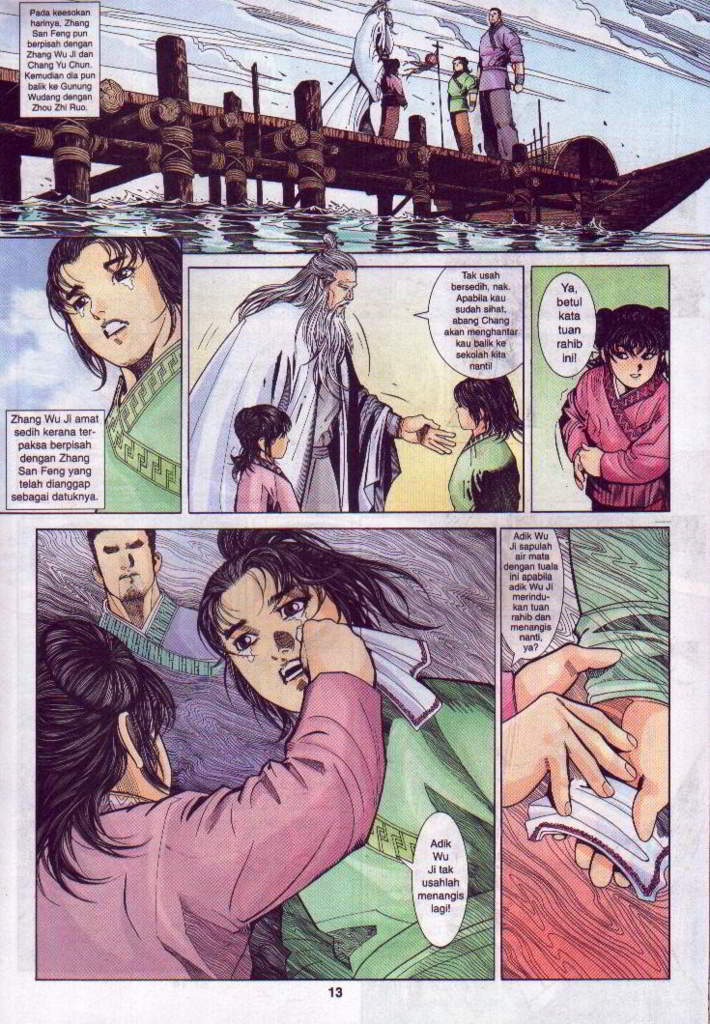 Pada keesokan
harinya, Zhang
San Feng pun
berpisah dengan
Zhang Wu Ji dan
Chang Yu Chun.
Kemudian dia pun
balik ke Gunung
Wudang dengan
Zhou Zhi Ruo.
Zhang Wu Ji amat
sedih kerana ter-
paksa berpisah
dengan Zhang
San Feng yang
telah dianggap
sebagai datuknya.
Tak usah
bersedih, nak.
Apabila kau
sudah sihat,
abang Chang
akan menghantar
kau balik ke
sekolah kita
nanti!
Ya,
betul
kata
tuan
rahib
ini!
Adik
Wu
Ji tak
usahlah
menangis
lagi!
Adik Wu
Ji sapulah
air mata
dengan tuala
ini apabila
adik Wu Ji
merindu-
kan tuan
rahib dan
menangis
nanti,
ya?
13